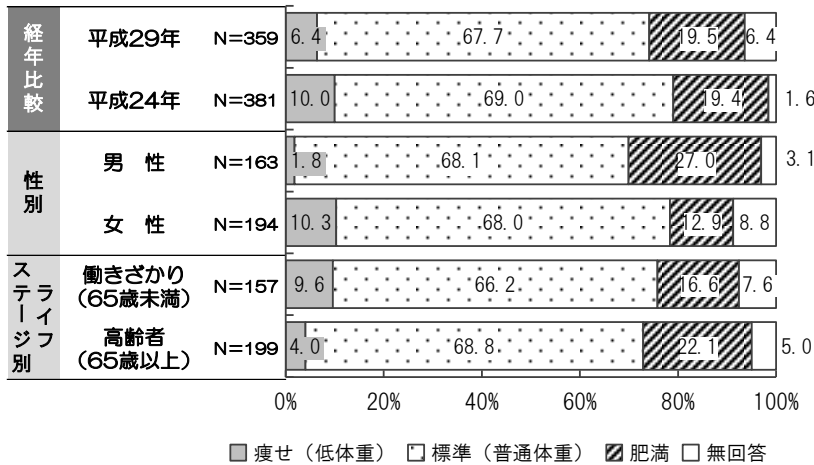 経年比較
平成29年 N=359 6.4 67.7 19.5 6.4
平成24年 N=381 10.0 69.0 19.4 1.6
性別
男 性 N=163 1.8 68.1 27.0 3.1
女 性 N=194 10.3 68.0 12.9 8.8
ライフステージ別
働きざかり
(65歳未満) N=157 9.6 66.2 16.6 7.6
高齢者
(65歳以上) N=199 4.0 68.8 22.1 5.0
0% 20% 40% 60% 80% 100%
痩せ(低体重) 標準(普通体重) 肥満 無回答